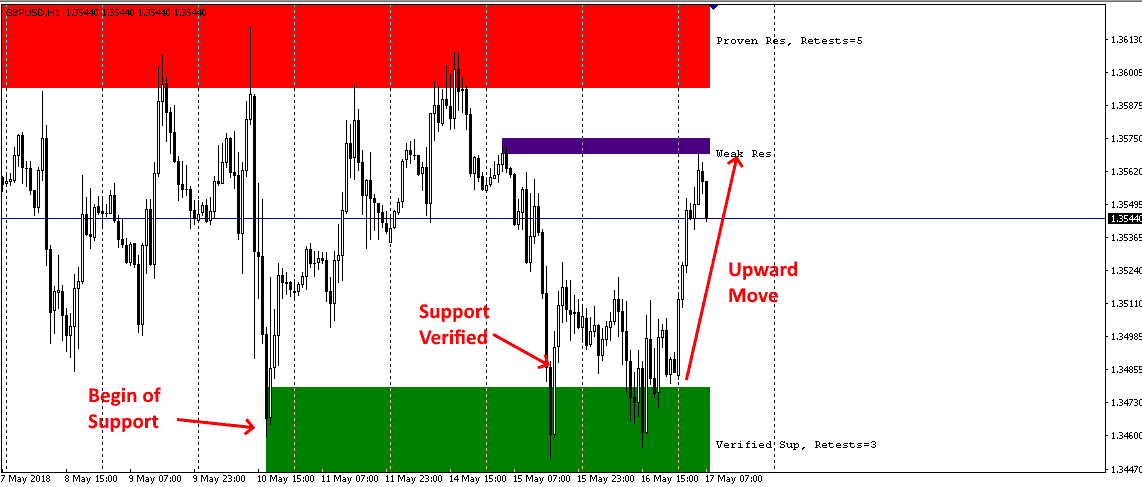 GBPUSD,H1 1.35440 1.35440 1.35440 1.35440
Proven Res, Retests=5
1.36130
1.36005
1.35875
1.35750
Weak Res
1.35620
1.35495
1.35440
1.35365
Upward
Move
1.35240
Support
Verified
1.35110
1.34985
1.34855
Begin of
Support
1.34730
1.34600
Verified Sup, Retests=3
1.34470
7 May 2018
8 May 15:00
9 May 07:00
9 May 23:00
10 May 15:00
11 May 07:00
11 May 23:00
14 May 15:00
15 May 07:00
15 May 23:00
16 May 15:00
17 May 07:00